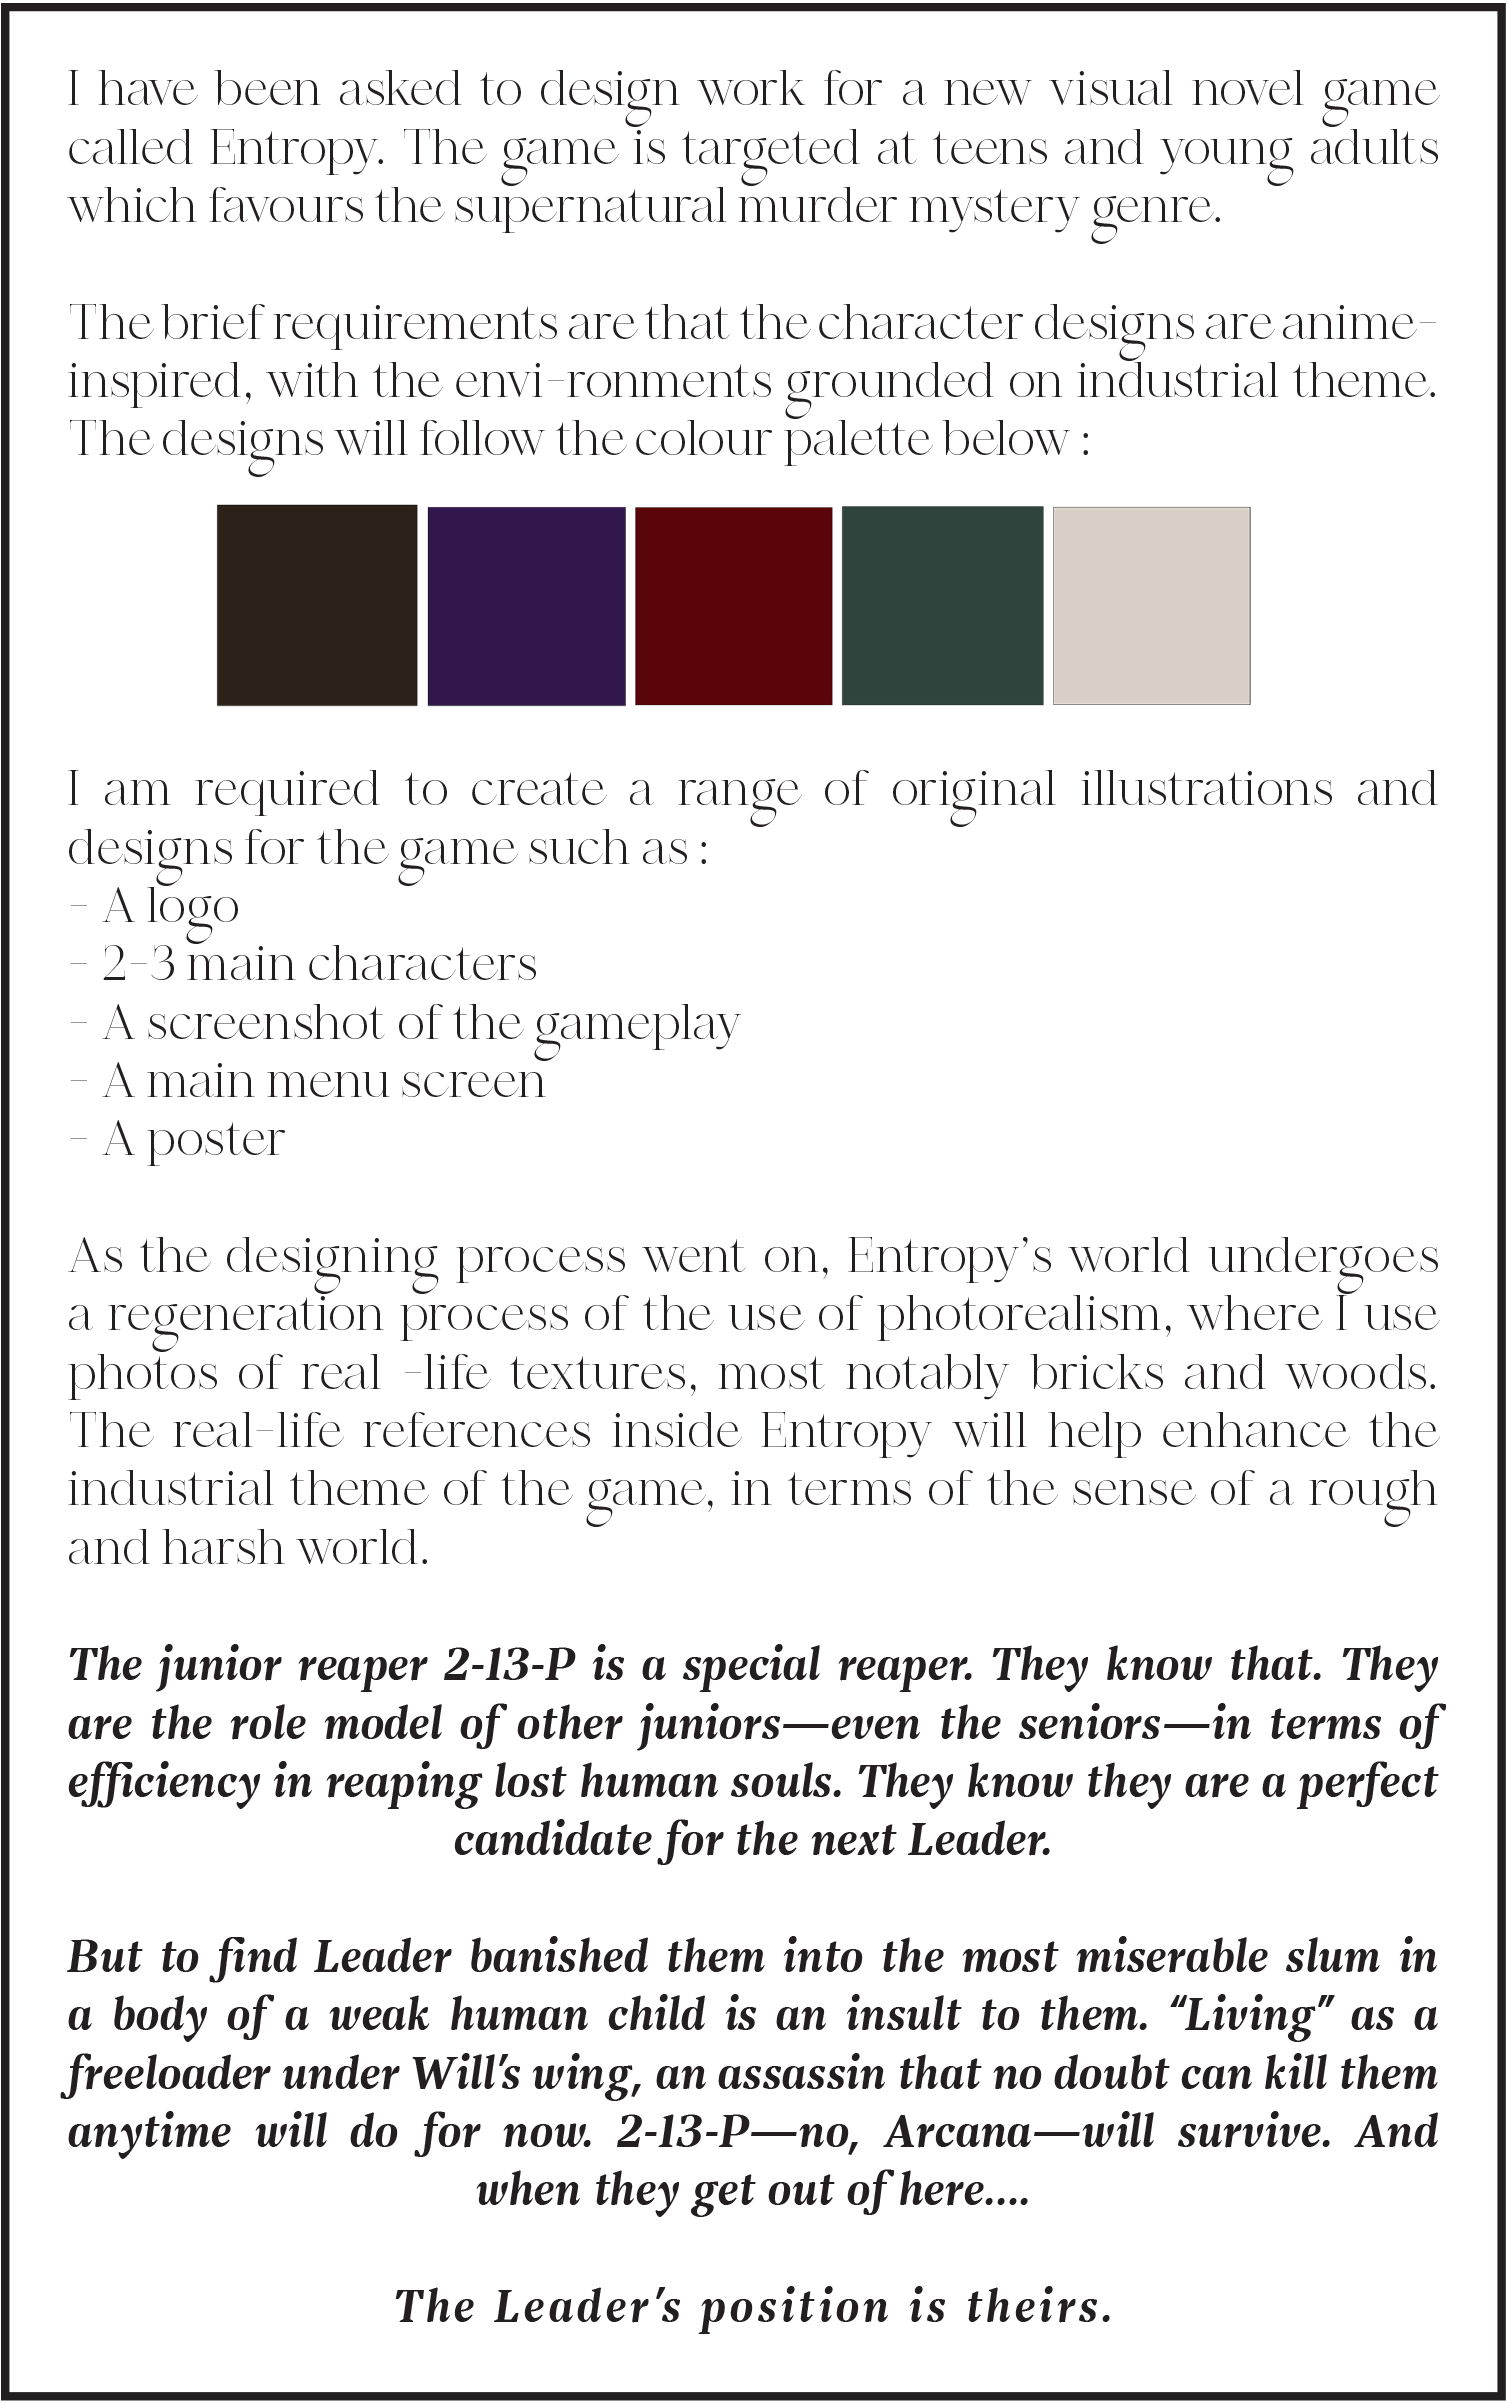 I have been asked to design work for a new visual novel game
called Entropy. The game is targeted at teens and young adults
which favours the supernatural murder mystery genre.
The brief requirements are that the character designs are anime-
inspired, with the envi-ronments grounded on industrial theme.
The designs will follow the colour palette below :
I am required to create a range of original illustrations and
designs for the game such as :
- A logo
- 2-3 main characters
- A screenshot of the gameplay
- A main menu screen
- A poster
As the designing process went on, Entropy’s world undergoes
a regeneration process of the use of photorealism, where I use
photos of real -life textures, most notably bricks and woods.
The real-life references inside Entropy will help enhance the
industrial theme of the game, in terms of the sense of a rough
and harsh world.
The junior reaper 2-13-P is a special reaper. They know that. They
are the role model of other juniors—even the seniors—in terms of
efficiency in reaping lost human souls. They know they are a perfect
candidate for the next Leader.
But to find Leader banished them into the most miserable slum in
a body of a weak human child is an insult to them. “Living” as a
freeloader under Will’s wing, an assassin that no doubt can kill them
anytime will do for now. 2-13-P—no, Arcana—will survive. And
when they get out of here....
The Leader’s position is theirs.